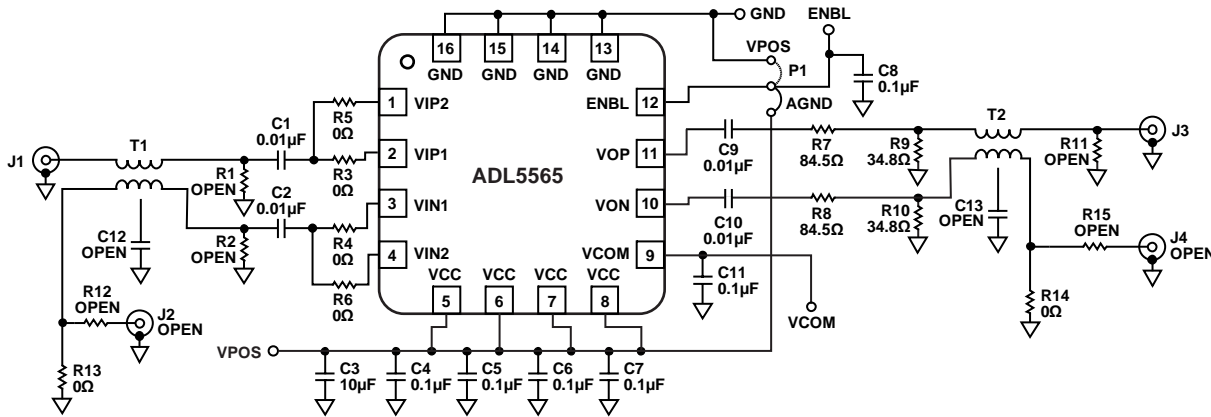 GND
ENBL
16
15
14
13
GND
GND
GND
GND
VPOS
P1
AGND
C8
0.1µF
J1
T1
C1
0.01µF
R5
0Ω
1
VIP2
ENBL
12
R1
OPEN
R3
0Ω
2
VIP1
VOP
11
C9
0.01µF
R7
84.5Ω
R9
34.8Ω
T2
R11
OPEN
J3
ADL5565
C12
OPEN
C2
0.01µF
R2
OPEN
R4
0Ω
3
VIN1
VON
10
C10
0.01µF
R8
84.5Ω
R10
34.8Ω
C13
OPEN
R15
OPEN
J4
OPEN
R6
0Ω
4
VIN2
VCOM
9
C11
0.1µF
VCOM
R14
0Ω
VCC
VCC
VCC
VCC
5
6
7
8
R12
OPEN
J2
OPEN
R13
0Ω
VPOS
C3
10µF
C4
0.1µF
C5
0.1µF
C6
0.1µF
C7
0.1µF